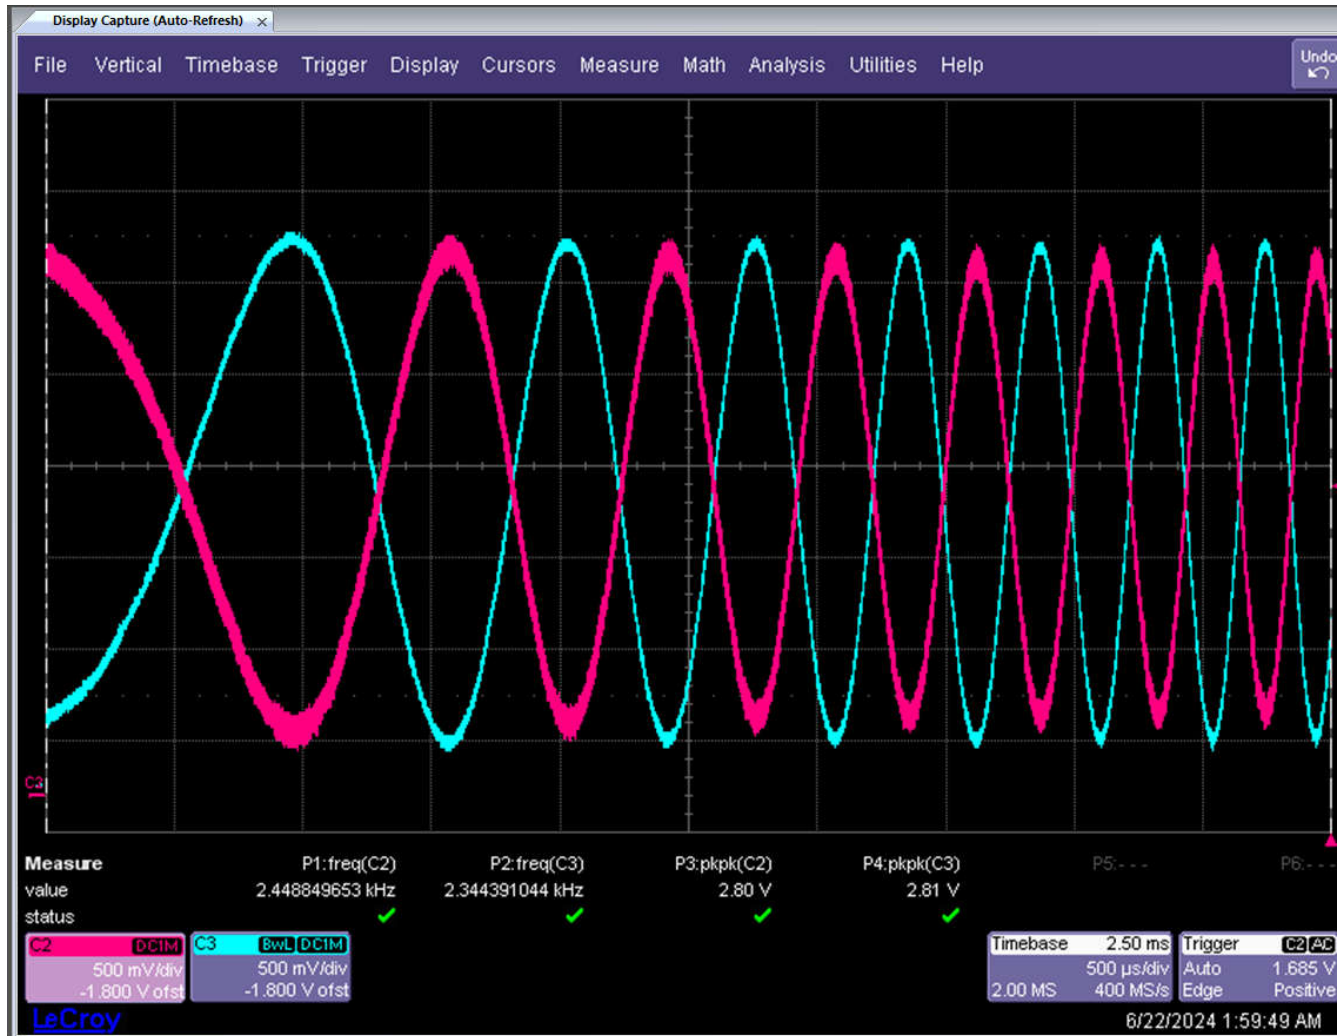 Display Capture (Auto-Refresh) ×
File Vertical Timebase Trigger Display Cursors Measure Math Analysis Utilities Help Undo
C3
Measure P1:freq(C2) P2:freq(C3) P3:pkpk(C2) P4:pkpk(C3) P5:- - - P6:- - -
value 2.448849653 kHz 2.344391044 kHz 2.80 V 2.81 V
status
C2 DC1M C3 BwL DC1M Timebase 2.50 ms Trigger C2 AC
500 mV/div 500 mV/div 500 µs/div Auto 1.685 V
-1.800 V ofst -1.800 V ofst 2.00 MS 400 MS/s Edge Positive
LeCroy 6/22/2024 1:59:49 AM